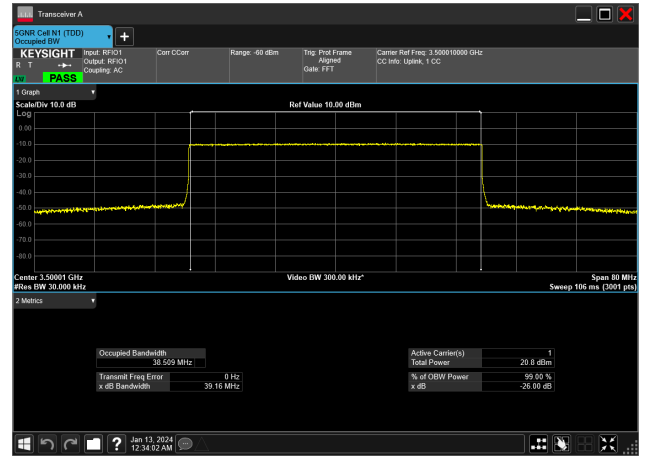 Transceiver A
5GNR Cell N1 (TDD)
Occupied BW
+
KEYSIGHT
R T
LNI
PASS
Input: RFIO1
Output: RFIO1
Coupling: AC
Corr CCorr
Range: -60 dBm
Trig: Prot Frame
Aligned
Gate: FFT
Carrier Ref Freq: 3.500010000 GHz
CC Info: Uplink, 1 CC
1 Graph
Scale/Div 10.0 dB
Ref Value 10.00 dBm
Log
0.00
-10.0
-20.0
-30.0
-40.0
-50.0
-60.0
-70.0
-80.0
Center 3.50001 GHz
Video BW 300.00 kHz*
Span 80 MHz
#Res BW 30.000 kHz
Sweep 106 ms (3001 pts)
2 Metrics
Occupied Bandwidth
38.509 MHz
Transmit Freq Error 0 Hz
x dB Bandwidth 39.16 MHz
Active Carrier(s) 1
Total Power 20.8 dBm
% of OBW Power 99.00 %
x dB -26.00 dB
?
Jan 13, 2024
12:34:02 AM